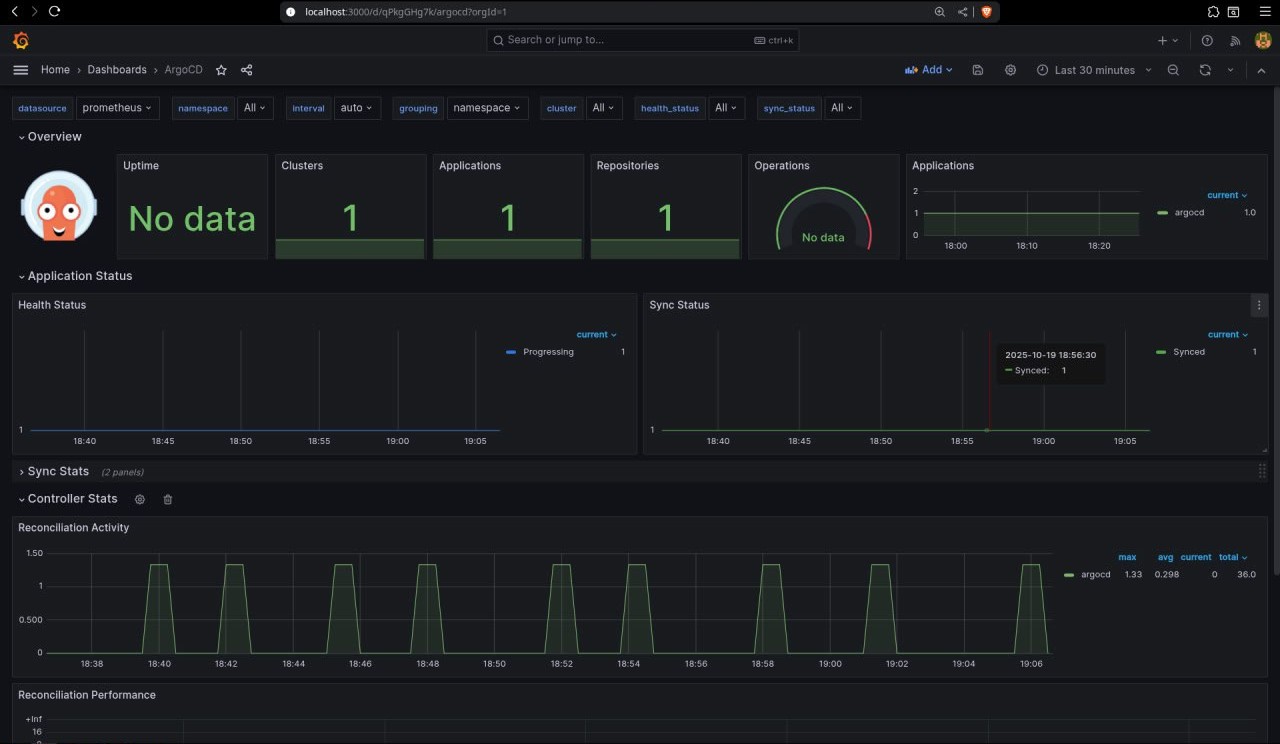 localhost:3000/d/qPkgGHg7k/argocd?orgId=1
Search or jump to... ctrl+k
Home › Dashboards › ArgoCD Add Last 30 minutes
datasource prometheus namespace All interval auto grouping namespace cluster All health_status All sync_status All
Overview
Uptime
No data
Clusters
1
Applications
1
Repositories
1
Operations
No data
Applications
2
1
0
18:00 18:10 18:20
current
argocd 1.0
Application Status
Health Status
current
Progressing 1
1
18:40 18:45 18:50 18:55 19:00 19:05
Sync Status
current
Synced 1
2025-10-19 18:56:30
Synced: 1
1
18:40 18:45 18:50 18:55 19:00 19:05
Sync Stats (2 panels)
Controller Stats
Reconciliation Activity
1.50
1
0.500
0
18:38 18:40 18:42 18:44 18:46 18:48 18:50 18:52 18:54 18:56 18:58 19:00 19:02 19:04 19:06
max avg current total
argocd 1.33 0.298 0 36.0
Reconciliation Performance
+Inf
16